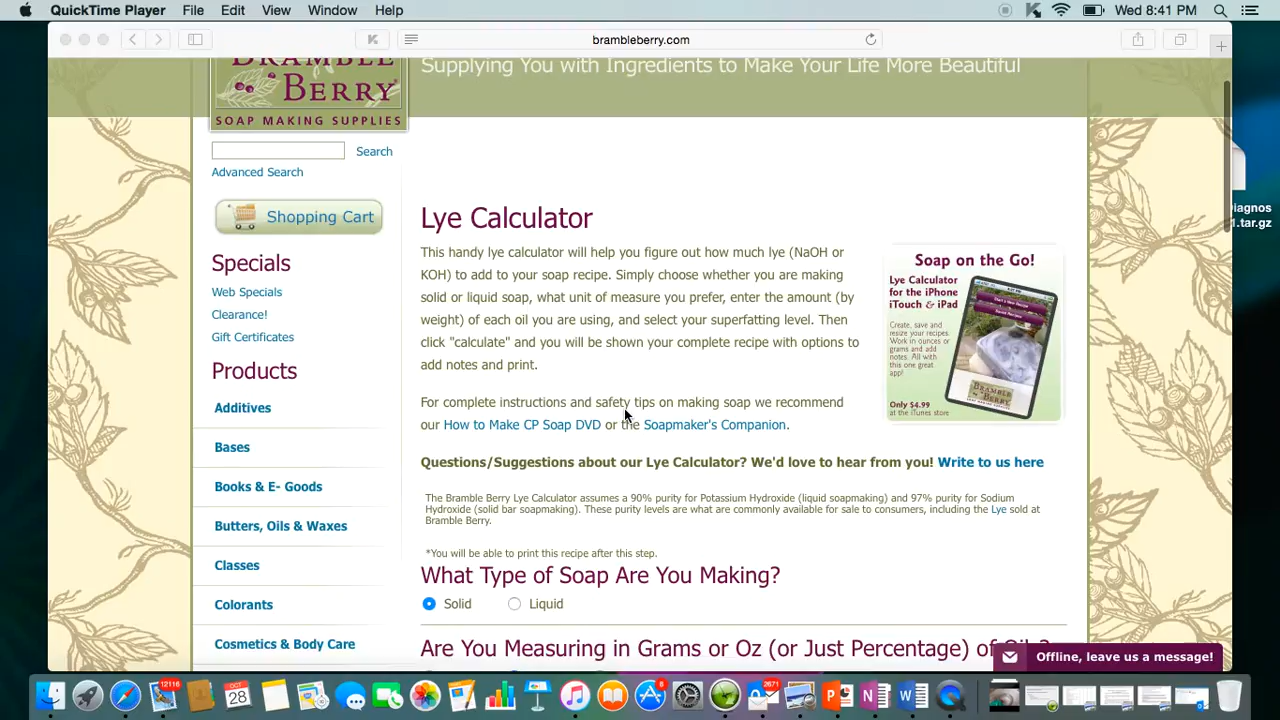 QuickTime Player File Edit View Window Help Wed 8:41 PM
brambleberry.com
BRAMBLE
BERRY
SOAP MAKING SUPPLIES
Supplying You with Ingredients to Make Your Life More Beautiful
Search
Advanced Search
Shopping Cart
Specials
Web Specials
Clearance!
Gift Certificates
Products
Additives
Bases
Books & E- Goods
Butters, Oils & Waxes
Classes
Colorants
Cosmetics & Body Care
Lye Calculator
This handy lye calculator will help you figure out how much lye (NaOH or
KOH) to add to your soap recipe. Simply choose whether you are making
solid or liquid soap, what unit of measure you prefer, enter the amount (by
weight) of each oil you are using, and select your superfatting level. Then
click "calculate" and you will be shown your complete recipe with options to
add notes and print.
For complete instructions and safety tips on making soap we recommend
our How to Make CP Soap DVD or the Soapmaker's Companion.
Soap on the Go!
Lye Calculator
for the iPhone
iTouch & iPad
Create, save and
resize your recipes.
Work in ounces or
grams and add
notes. All with
this one great
app!
Only $4.99
at the iTunes store
Questions/Suggestions about our Lye Calculator? We'd love to hear from you! Write to us here
The Bramble Berry Lye Calculator assumes a 90% purity for Potassium Hydroxide (liquid soapmaking) and 97% purity for Sodium
Hydroxide (solid bar soapmaking). These purity levels are what are commonly available for sale to consumers, including the Lye sold at
Bramble Berry.
*You will be able to print this recipe after this step.
What Type of Soap Are You Making?
Solid Liquid
Are You Measuring in Grams or Oz (or Just Percentage) of Oils?
Offline, leave us a message!
iagnos
1.tar.gz
12116
OCT
28
8
2671